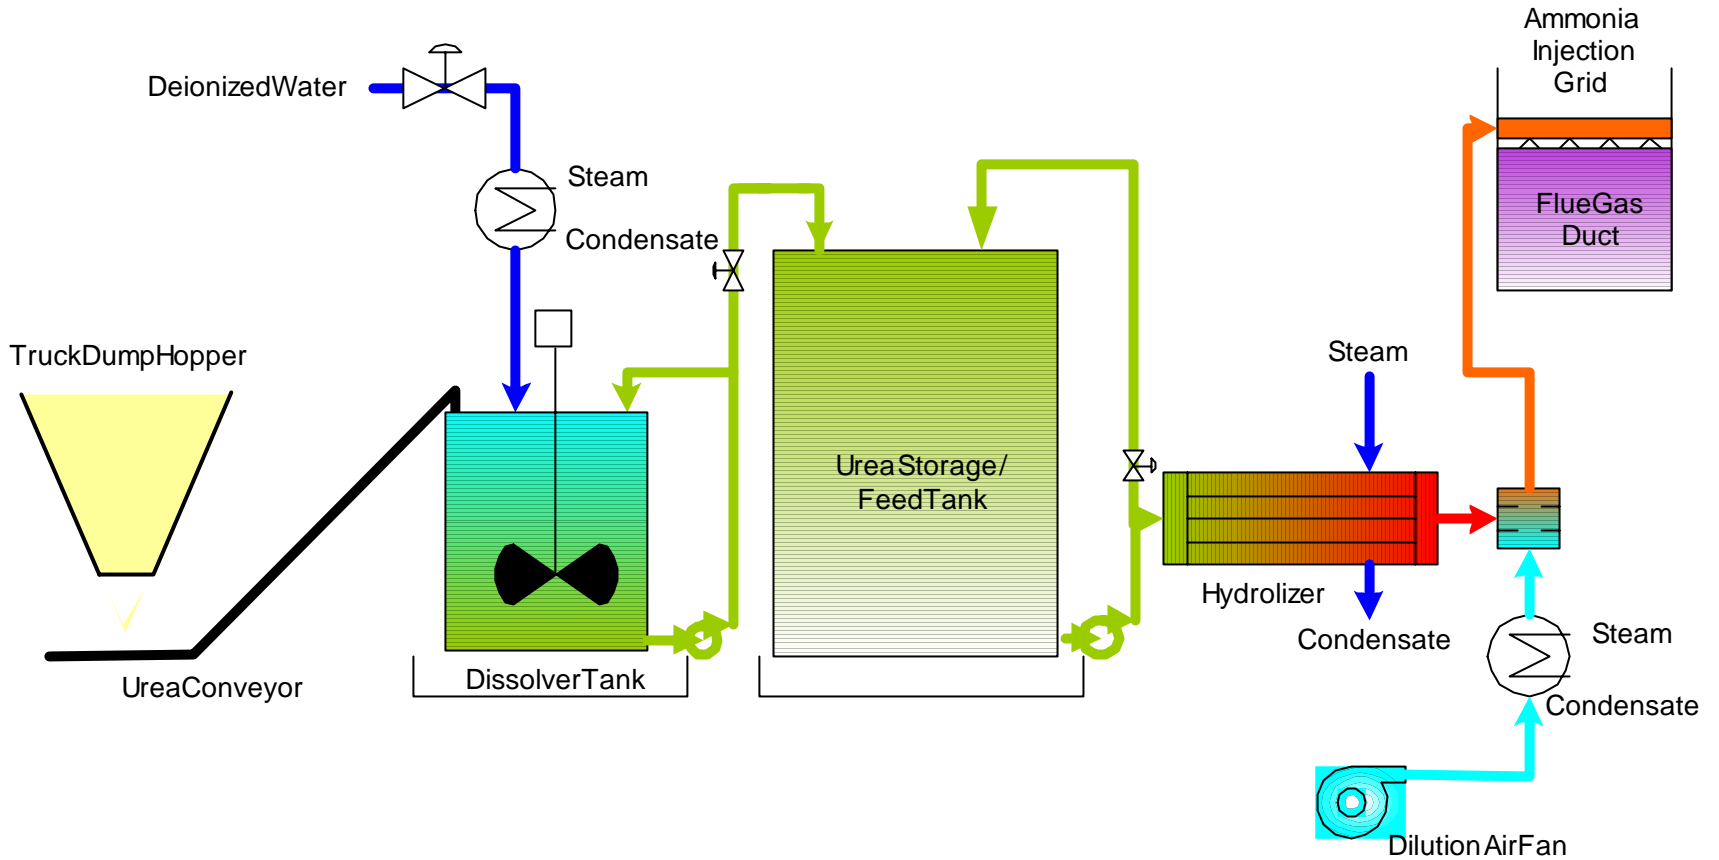 Ammonia
Injection
Grid
DeionizedWater
Steam
Condensate
FlueGas
Duct
TruckDumpHopper
Steam
UreaStorage/
FeedTank
Hydrolizer
Condensate
Steam
Condensate
UreaConveyor
DissolverTank
DilutionAirFan